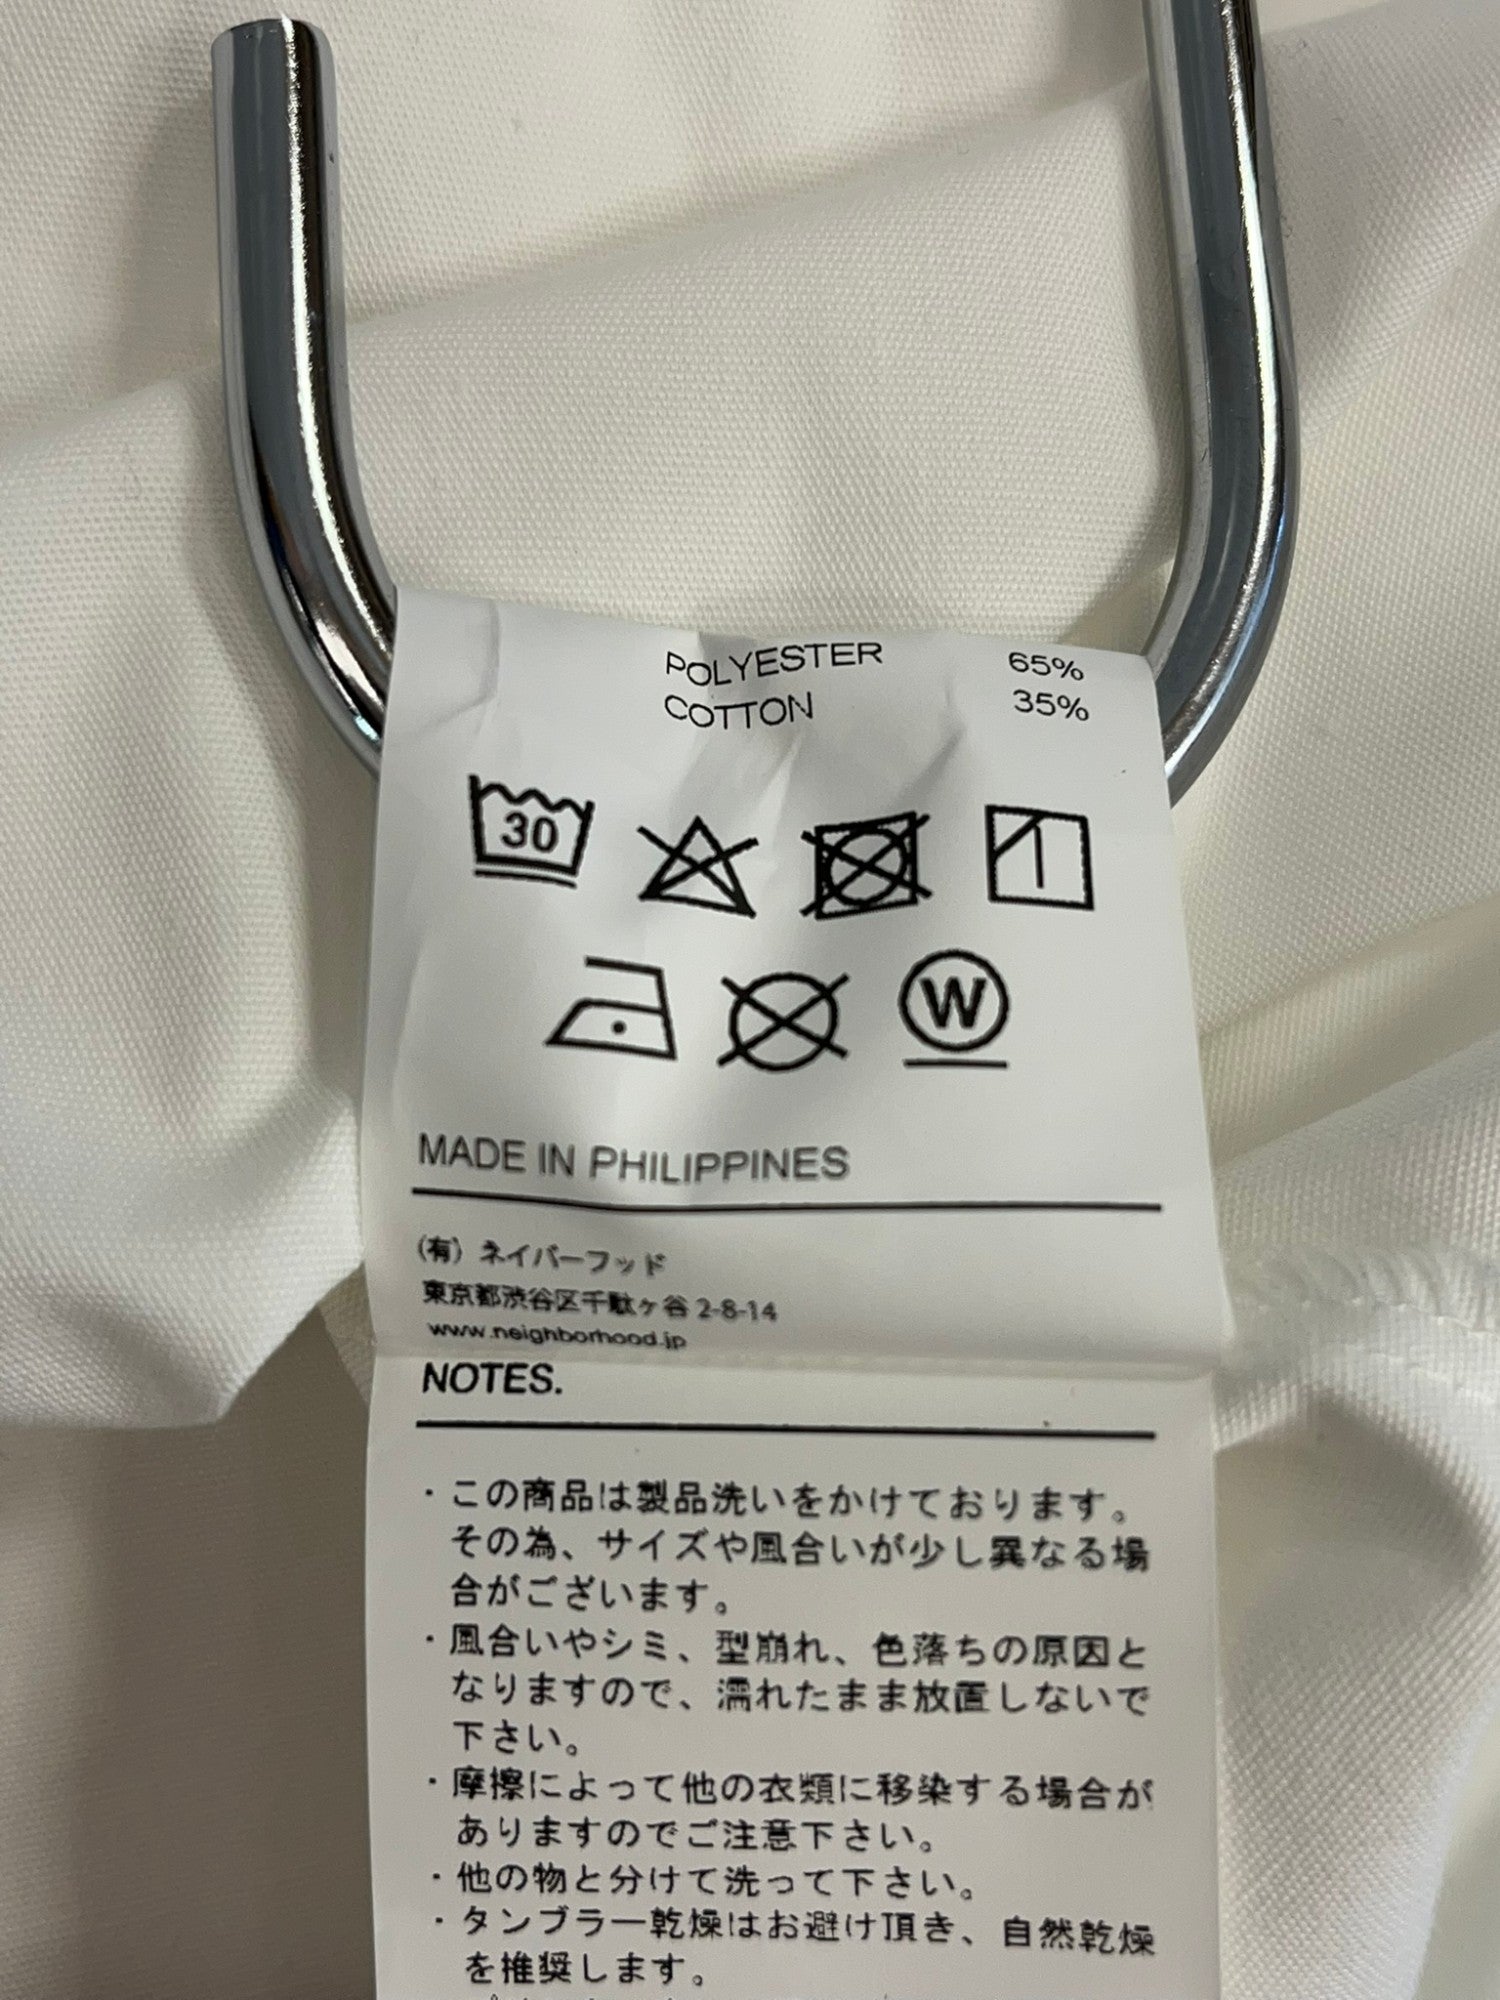 POLYESTER 65%
COTTON 35%
30
W
MADE IN PHILIPPINES
(有) ネイバーフッド
東京都渋谷区千駄ヶ谷 2-8-14
www.neighborhood.jp
NOTES.
・この商品は製品洗いをかけております。
その為、サイズや風合いが少し異なる場
合がございます。
・風合いやシミ、型崩れ、色落ちの原因と
なりますので、濡れたまま放置しないで
下さい。
・摩擦によって他の衣類に移染する場合が
ありますのでご注意下さい。
・他の物と分けて洗って下さい。
・タンブラー乾燥はお避け頂き、自然乾燥
を推奨します。